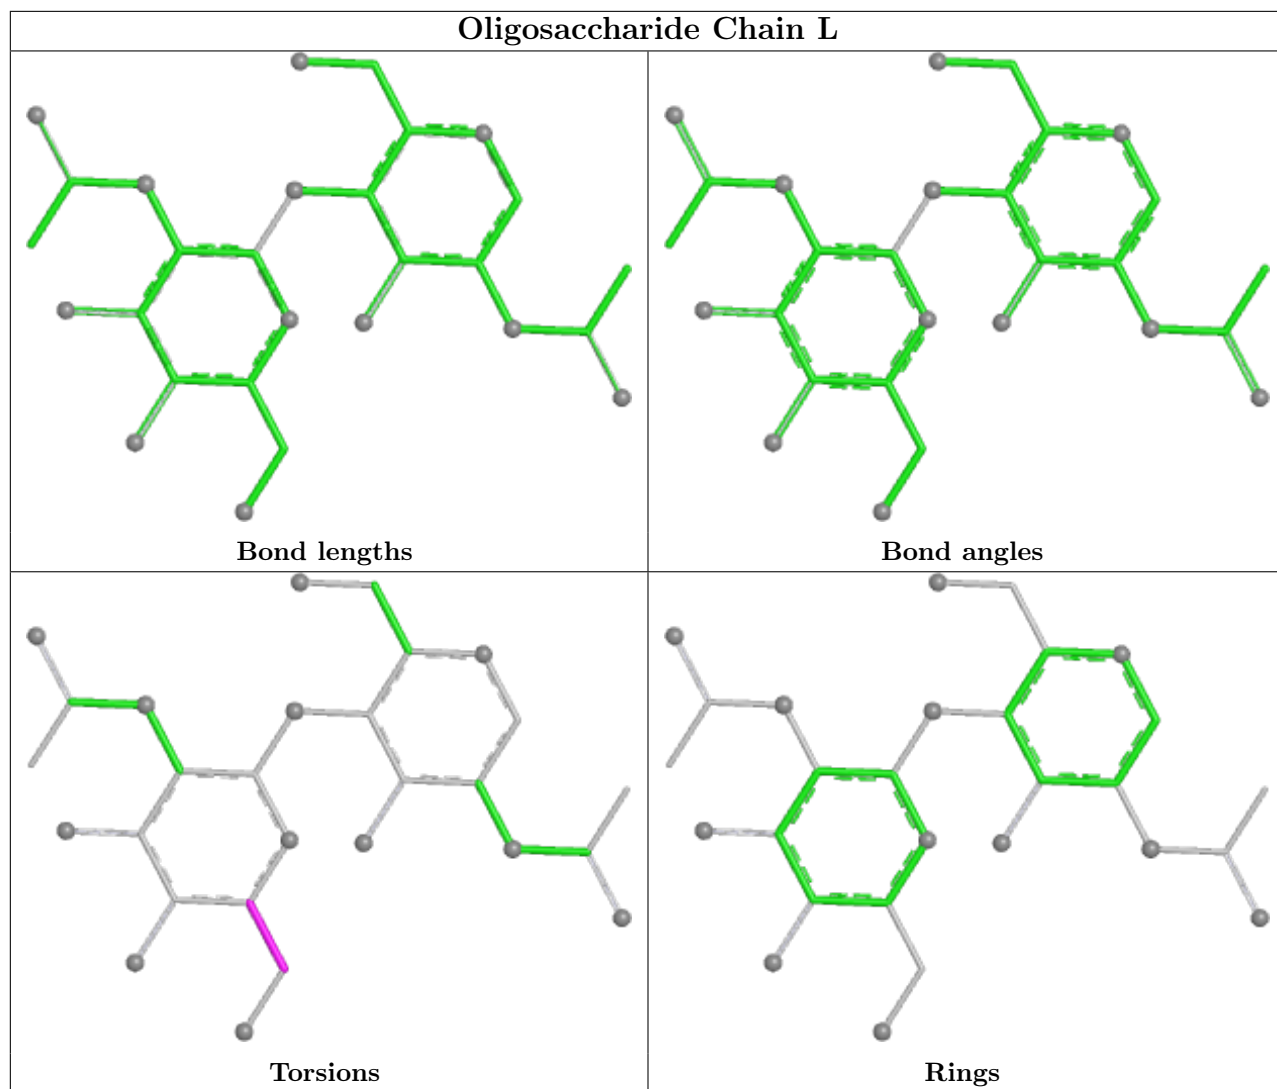 Oligosaccharide Chain L
Bond lengths
Bond angles
Torsions
Rings